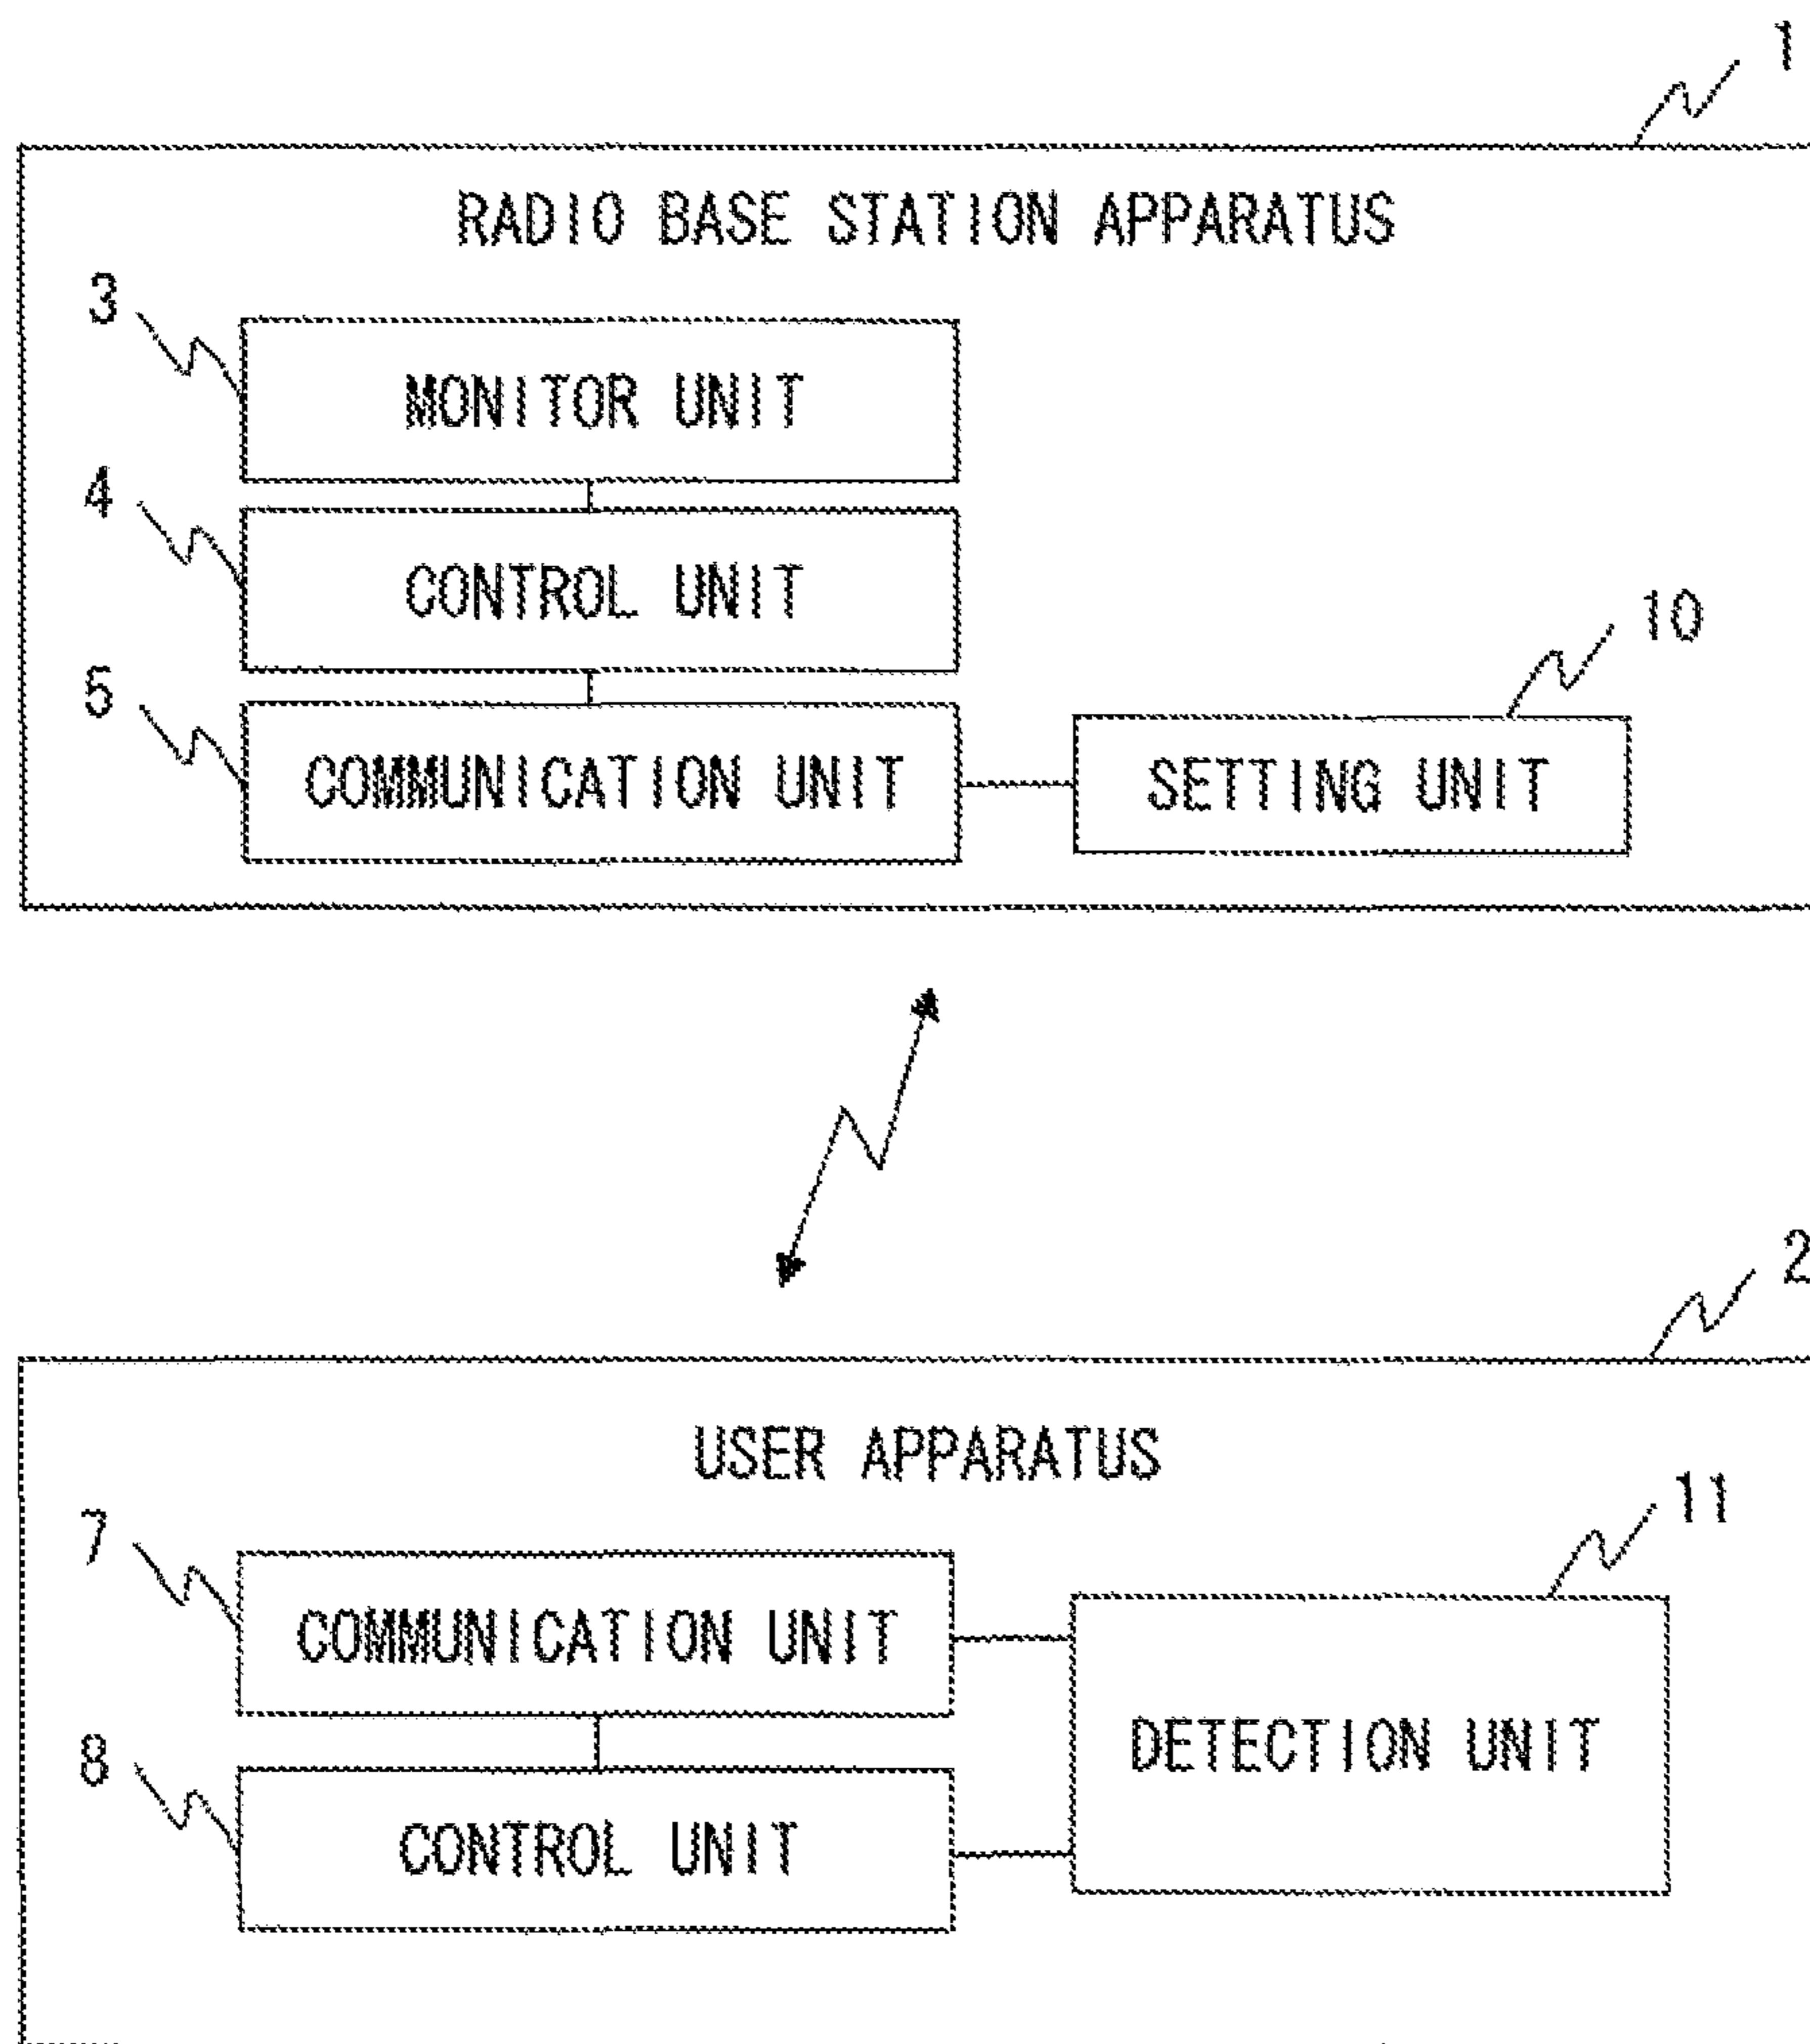 1
RADIO BASE STATION APPARATUS
3
MONITOR UNIT
4
CONTROL UNIT
10
5
COMMUNICATION UNIT
SETTING UNIT
2
USER APPARATUS
11
7
COMMUNICATION UNIT
DETECTION UNIT
8
CONTROL UNIT